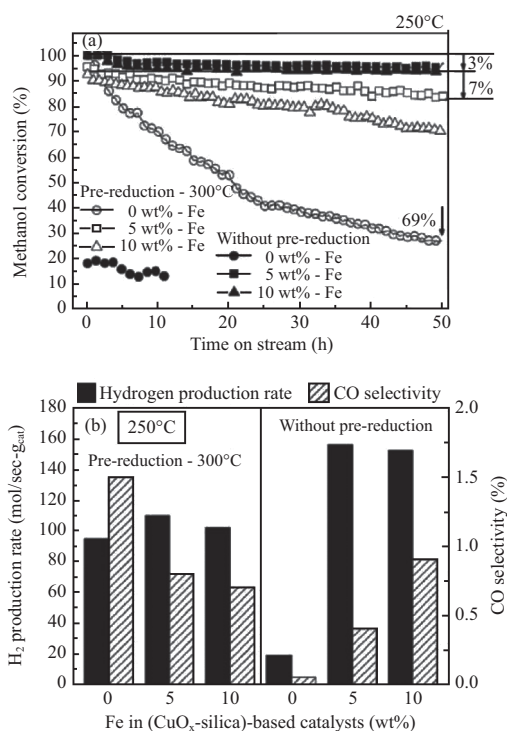 250°C
(a)
100
90
80
70
60
50
40
30
20
10
0
Methanol conversion (%)
3%
7%
69%
Pre-reduction - 300°C
0 wt% - Fe
5 wt% - Fe
10 wt% - Fe
Without pre-reduction
0 wt% - Fe
5 wt% - Fe
10 wt% - Fe
0 10 20 30 40 50
Time on stream (h)
Hydrogen production rate CO selectivity
(b) 250°C
Pre-reduction - 300°C
Without pre-reduction
180
160
140
120
100
80
60
40
20
0
H₂ production rate (mol/sec-gcat)
2.0
1.5
1.0
0.5
0.0
CO selectivity (%)
0 5 10 0 5 10
Fe in (CuOx-silica)-based catalysts (wt%)